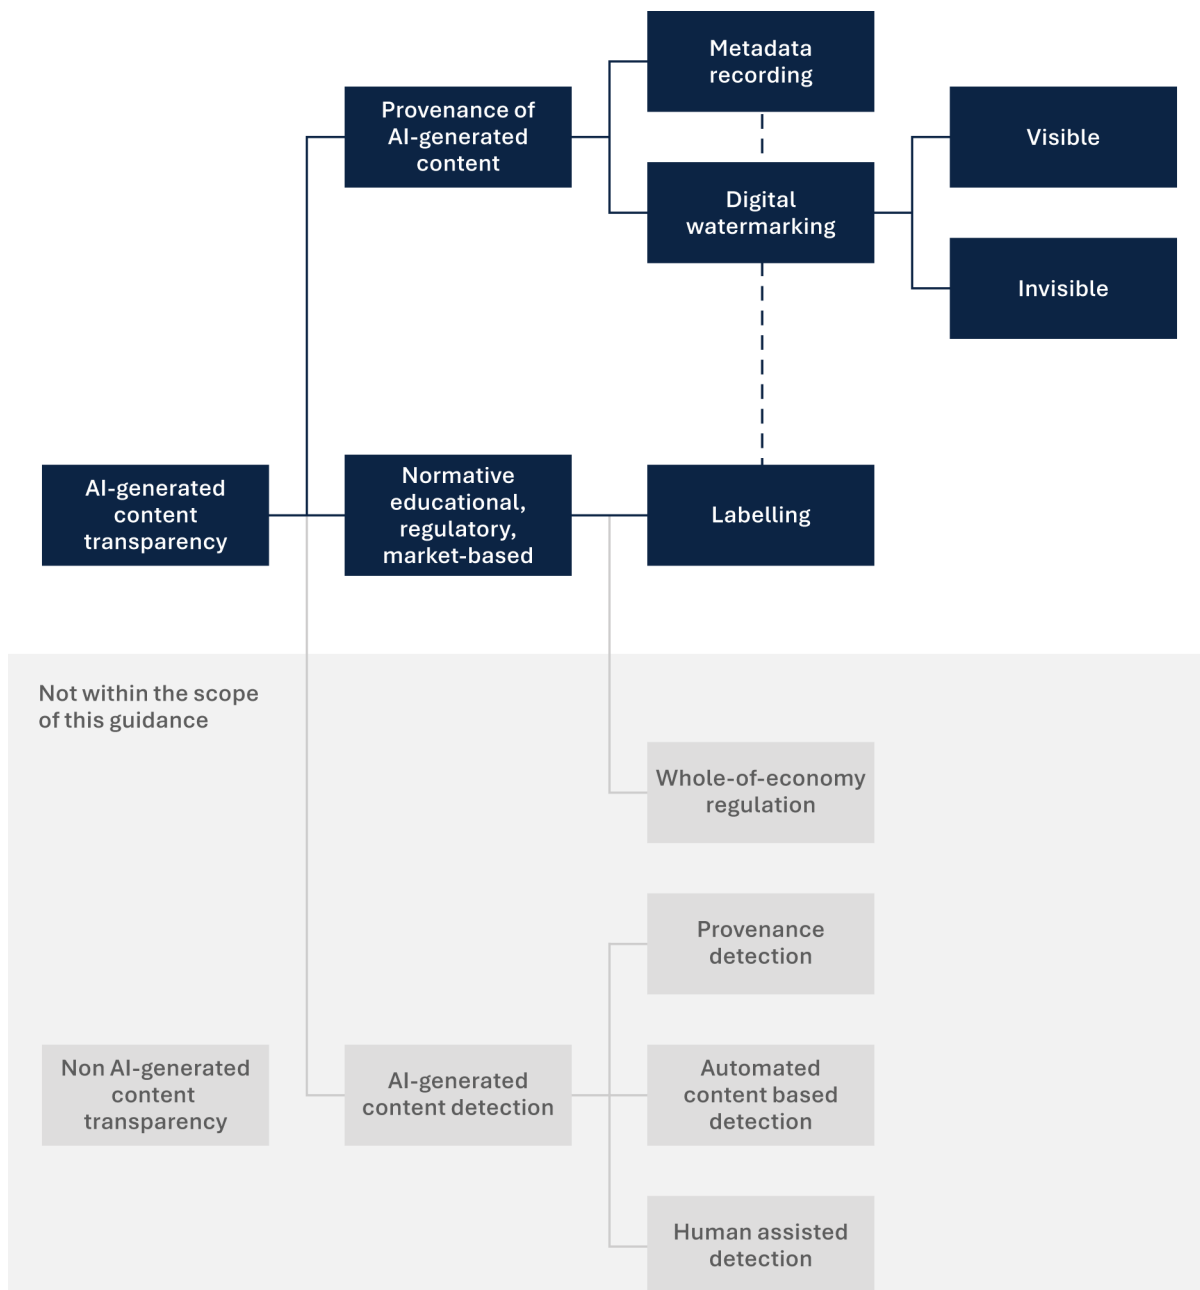 Metadata
recording
Provenance of
AI-generated
content
Visible
Digital
watermarking
Invisible
AI-generated
content
transparency
Normative
educational,
regulatory,
market-based
Labelling
Not within the scope
of this guidance
Whole-of-economy
regulation
Provenance
detection
Non AI-generated
content
transparency
AI-generated
content detection
Automated
content based
detection
Human assisted
detection